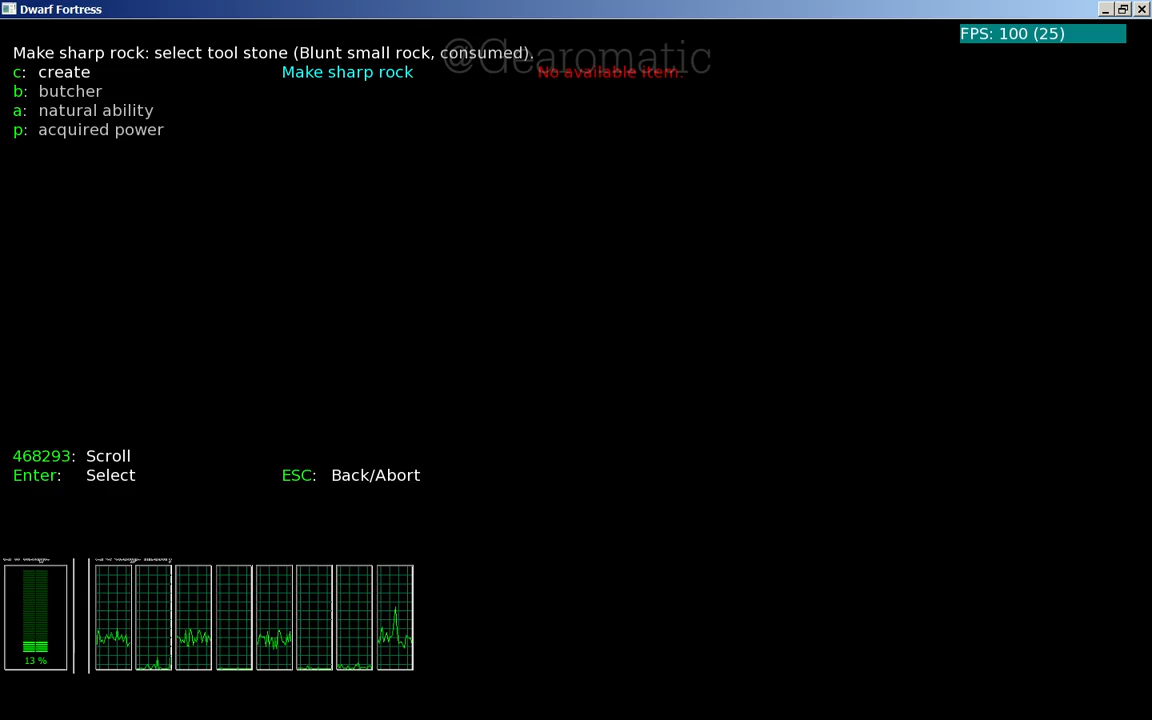 Dwarf Fortress
FPS: 100 (25)
@Gearomatic
Make sharp rock: select tool stone (Blunt small rock, consumed).
c: create Make sharp rock No available item.
b: butcher
a: natural ability
p: acquired power
468293: Scroll
Enter: Select ESC: Back/Abort
13 %